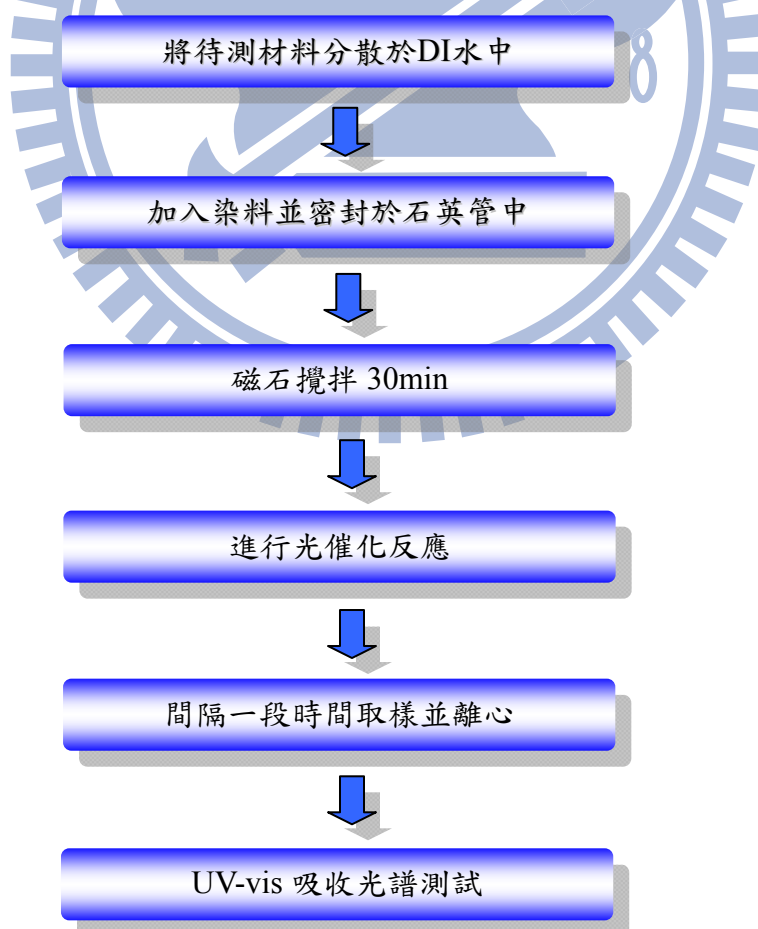 將待測材料分散於DI水中
加入染料並密封於石英管中
磁石攪拌 30min
進行光催化反應
間隔一段時間取樣並離心
UV-vis 吸收光譜測試